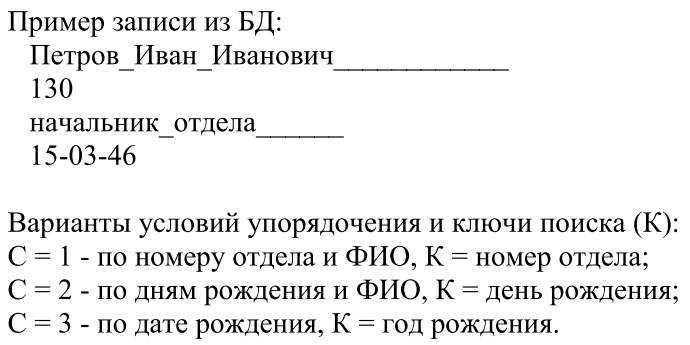 Пример записи из БД:
Петров_Иван_Иванович____________
130
начальник_отдела______
15-03-46
Варианты условий упорядочения и ключи поиска (К):
С = 1 - по номеру отдела и ФИО, К = номер отдела;
С = 2 - по дням рождения и ФИО, К = день рождения;
С = 3 - по дате рождения, К = год рождения.